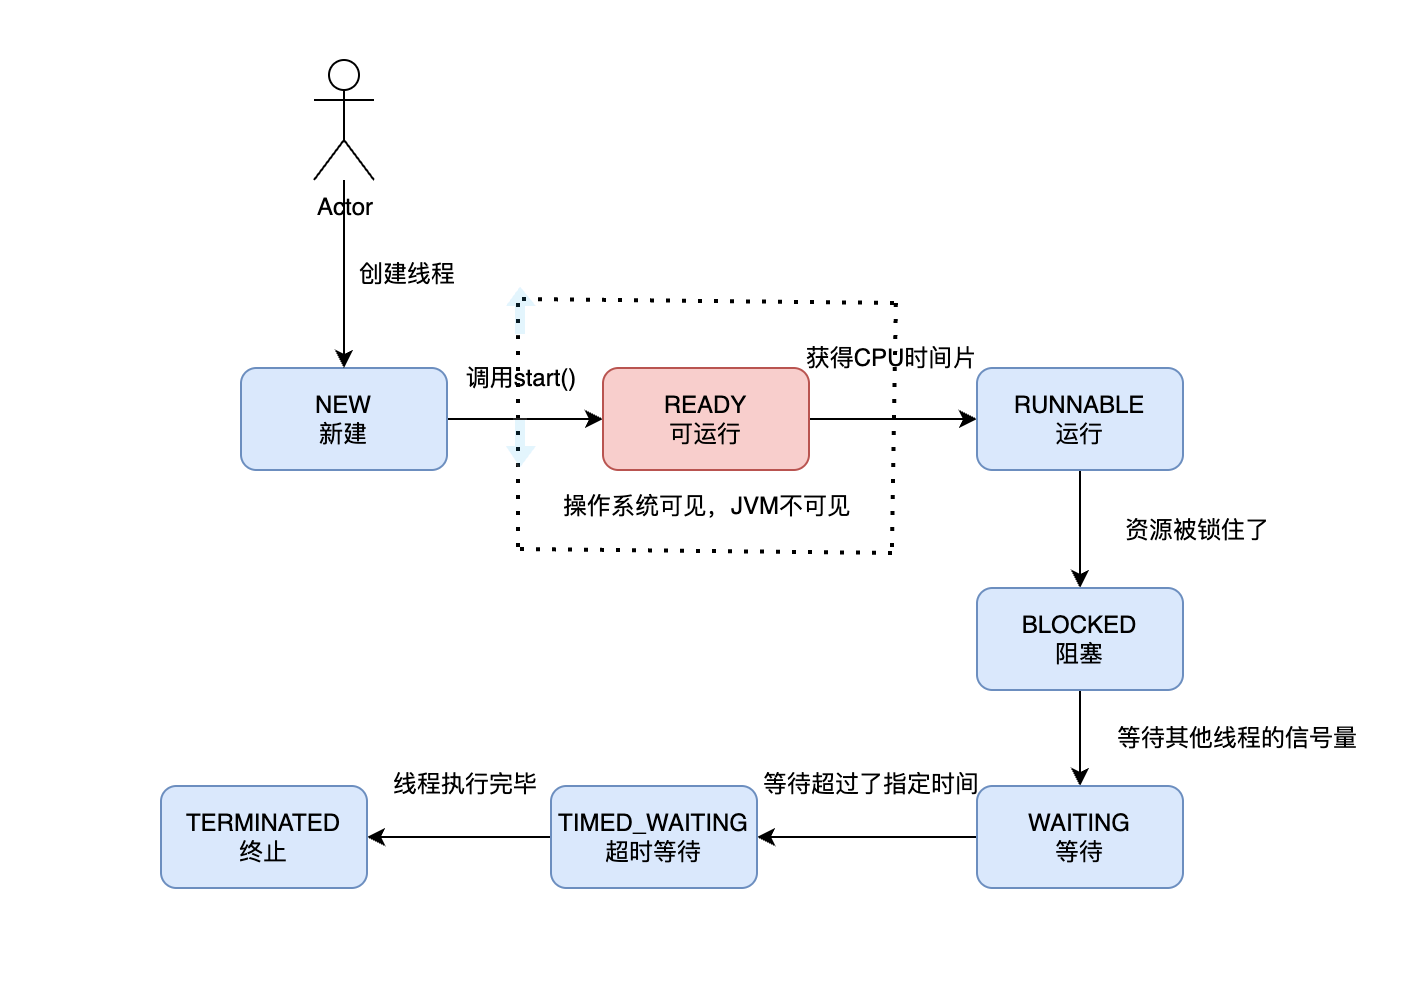 Actor
创建线程
调用start()
获得CPU时间片
NEW
新建
READY
可运行
RUNNABLE
运行
操作系统可见，JVM不可见
资源被锁住了
BLOCKED
阻塞
等待其他线程的信号量
线程执行完毕
等待超过了指定时间
TERMINATED
终止
TIMED_WAITING
超时等待
WAITING
等待